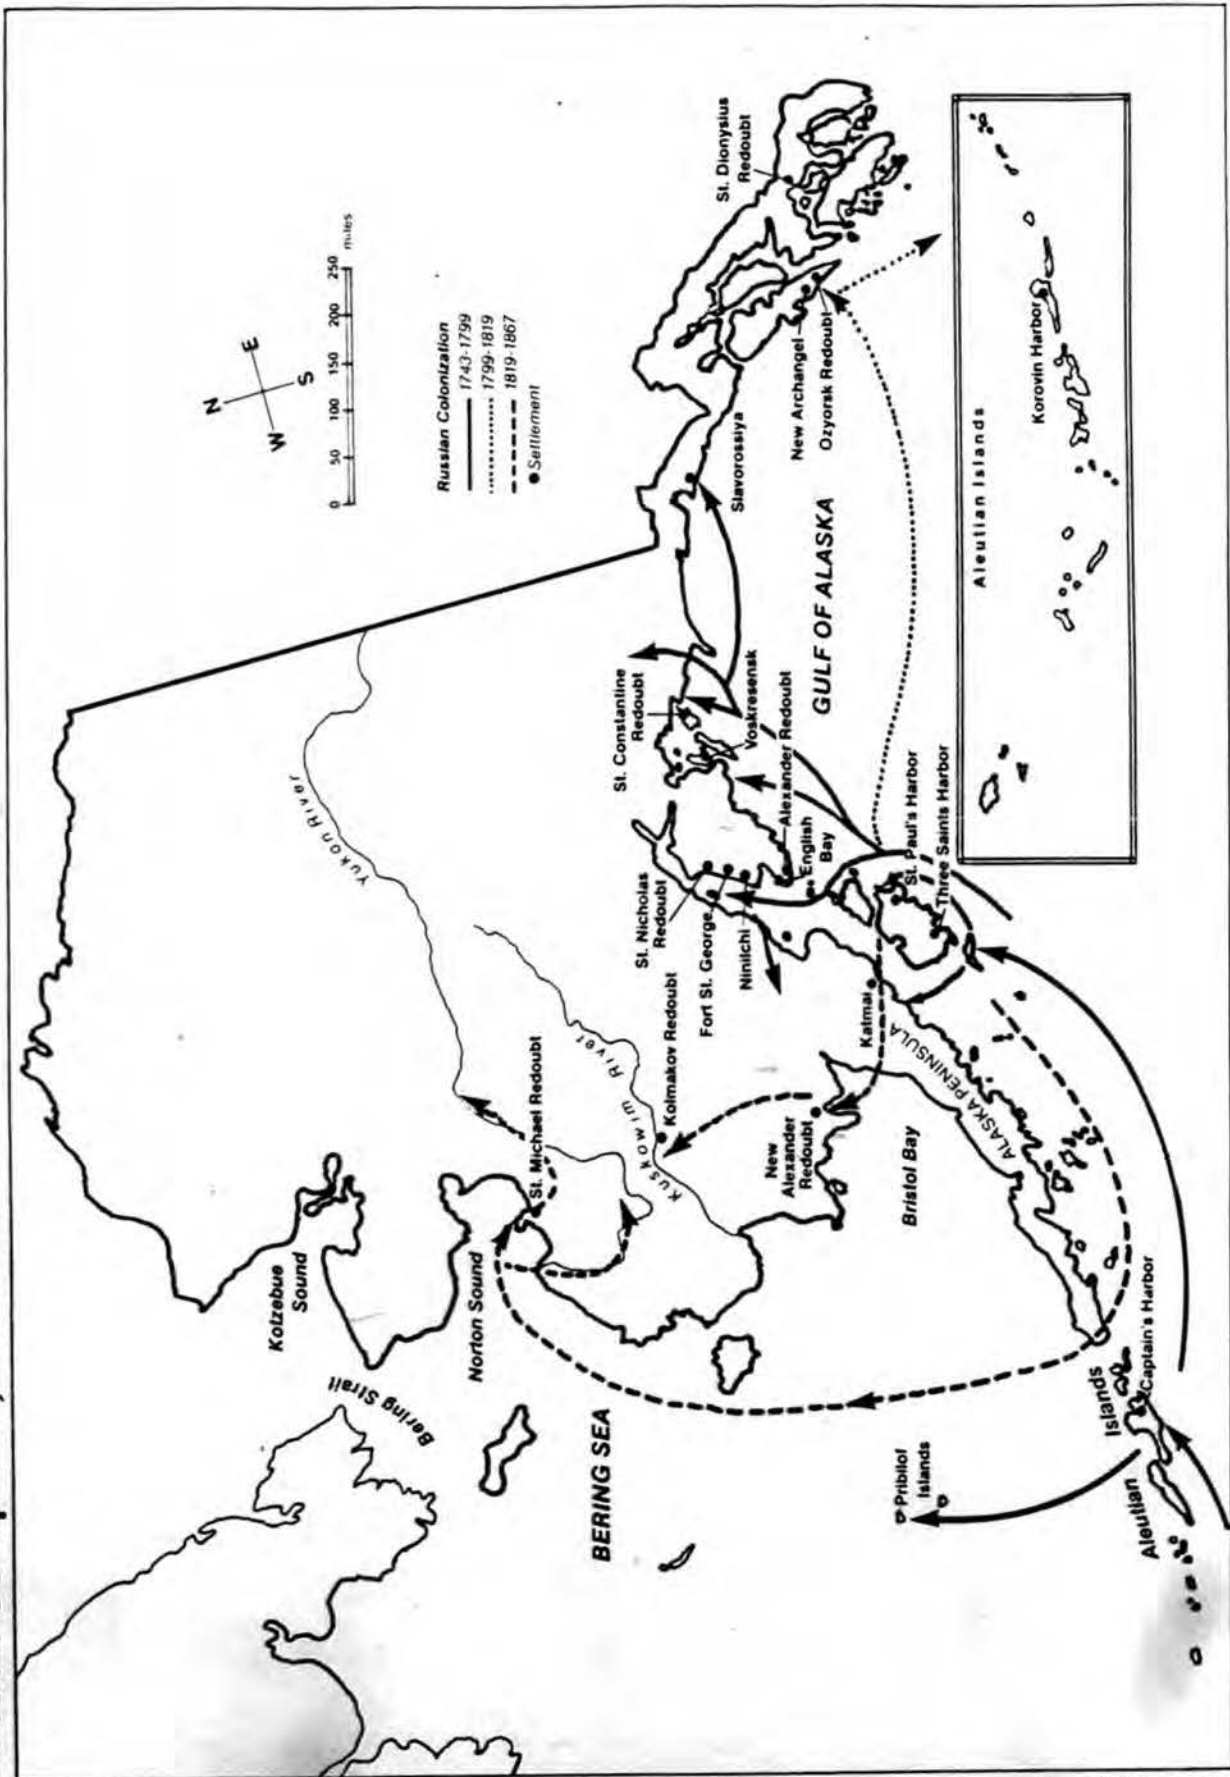 N
W
E
S
0
50
100
150
200
250
miles
Russian Colonization
1743-1799
1799-1819
1819-1867
Settlement
St. Dionysius
Redoubt
New Archangel
Ozyorsk Redoubt
Slavorossiya
GULF OF ALASKA
St. Constantine
Redoubt
Voskresensk
Alexander Redoubt
English
Bay
St. Paul's Harbor
Three Saints Harbor
St. Nicholas
Redoubt
Fort St. George
Ninilchi
Katmai
ALASKA PENINSULA
Kolmakov Redoubt
New
Alexander
Redoubt
Bristol Bay
Yukon River
Kuskowim River
St. Michael Redoubt
Kotzebue
Sound
Norton Sound
Bering Strait
BERING SEA
Pribilof
Islands
Aleutian
Islands
Captain's Harbor
Aleutian Islands
Korovin Harbor